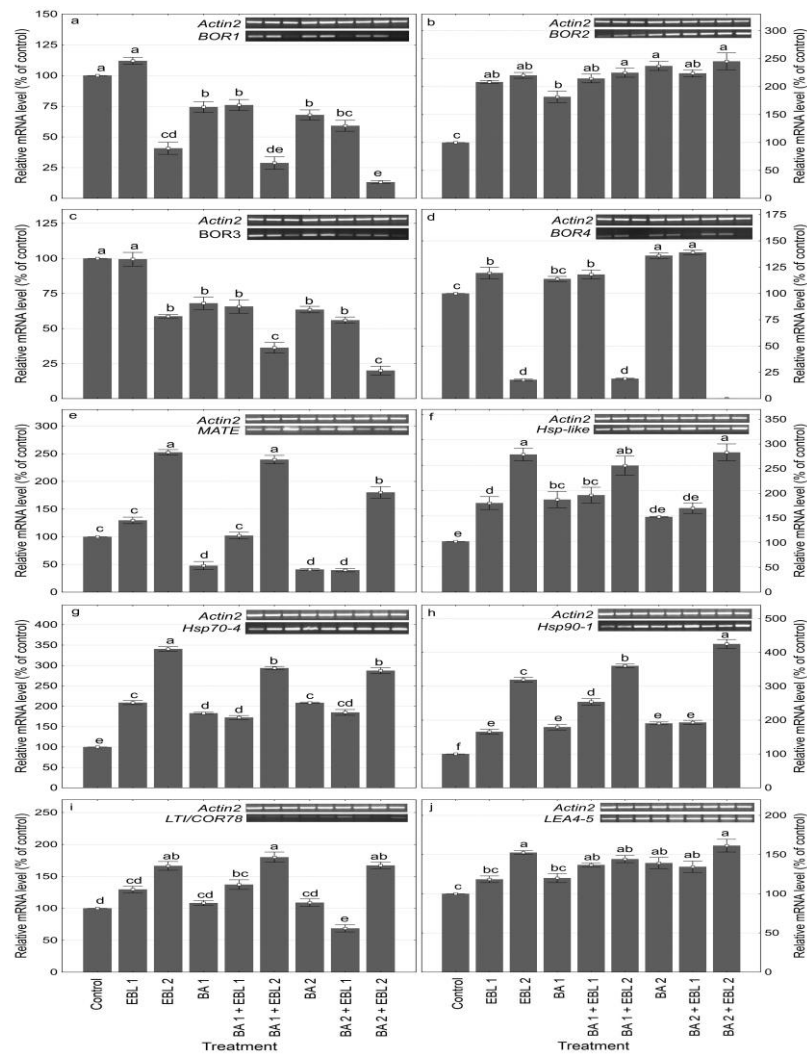 a
Actin2
BOR1
Relative mRNA level (% of control)
150
125
100
75
50
25
0
a a cd b b de b bc e
b
Actin2
BOR2
Relative mRNA level (% of control)
300
250
200
150
100
50
0
c ab a b ab a a ab a
c
Actin2
BOR3
Relative mRNA level (% of control)
125
100
75
50
25
0
a a b b b c b b c
d
Actin2
BOR4
Relative mRNA level (% of control)
175
150
125
100
75
50
25
0
c b d bc b d a a
e
Actin2
MATE
Relative mRNA level (% of control)
300
250
200
150
100
50
0
c c a d c a d d b
f
Actin2
Hsp-like
Relative mRNA level (% of control)
350
300
250
200
150
100
50
0
e d a bc bc ab de de a
g
Actin2
Hsp70-4
Relative mRNA level (% of control)
400
350
300
250
200
150
100
50
0
e c a d d b c cd b
h
Actin2
Hsp90-1
Relative mRNA level (% of control)
500
400
300
200
100
0
f e c e d b e e a
i
Actin2
LTI/COR78
Relative mRNA level (% of control)
250
200
150
100
50
0
d cd ab cd bc a cd e ab
j
Actin2
LEA4-5
Relative mRNA level (% of control)
200
150
100
50
0
c bc a bc ab ab ab ab a
Control
EBL 1
EBL 2
BA 1
BA 1 + EBL 1
BA 1 + EBL 2
BA 2
BA 2 + EBL 1
BA 2 + EBL 2
Treatment
Control
EBL 1
EBL 2
BA 1
BA 1 + EBL 1
BA 1 + EBL 2
BA 2
BA 2 + EBL 1
BA 2 + EBL 2
Treatment